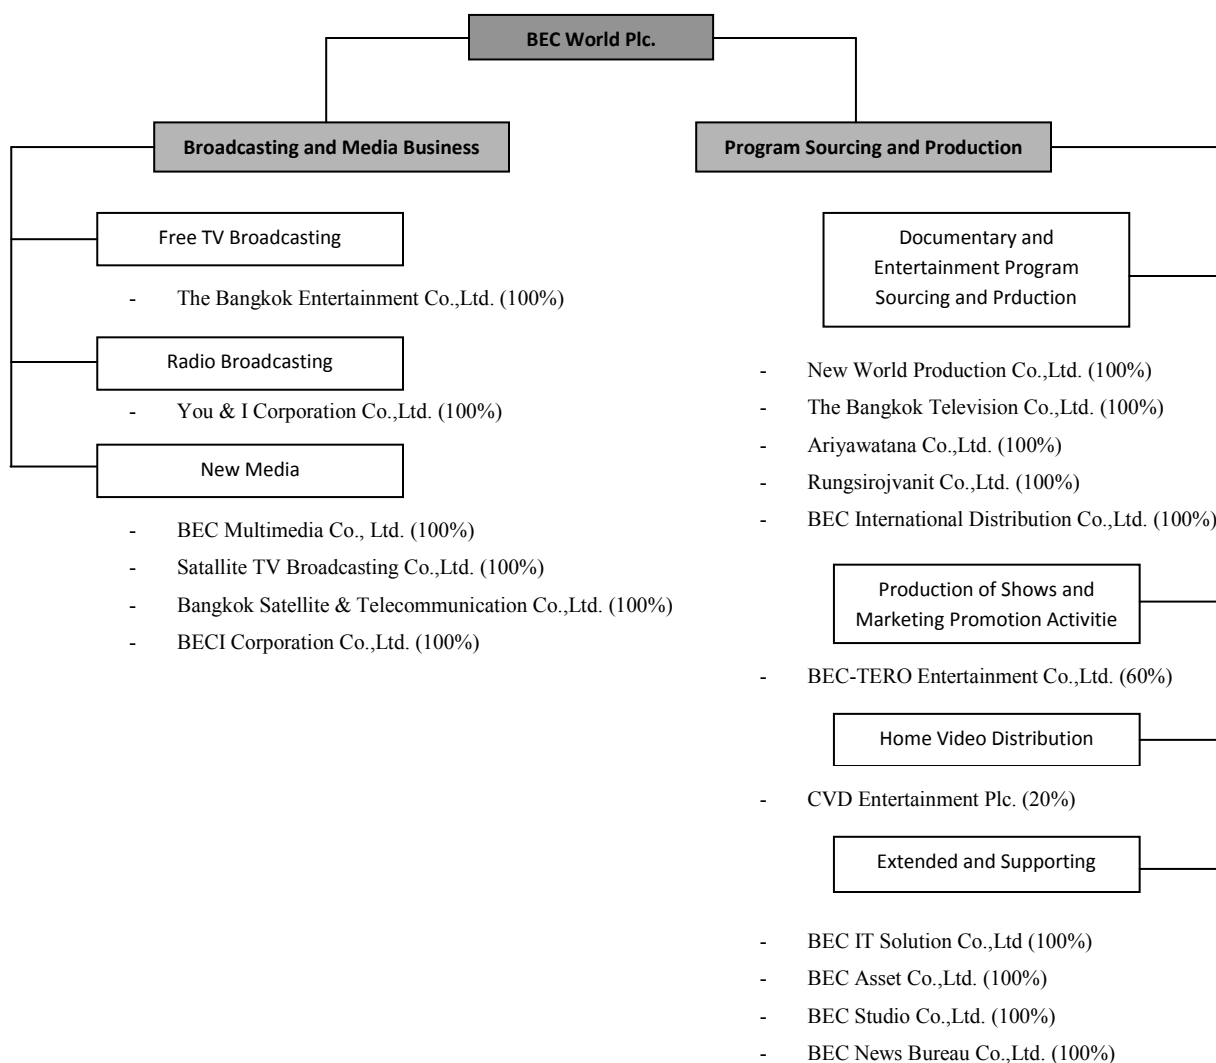 BEC World Plc.
Broadcasting and Media Business
Free TV Broadcasting
- The Bangkok Entertainment Co.,Ltd. (100%)
Radio Broadcasting
- You & I Corporation Co.,Ltd. (100%)
New Media
- BEC Multimedia Co., Ltd. (100%)
- Satallite TV Broadcasting Co.,Ltd. (100%)
- Bangkok Satellite & Telecommunication Co.,Ltd. (100%)
- BECI Corporation Co.,Ltd. (100%)
Program Sourcing and Production
Documentary and
Entertainment Program
Sourcing and Prduction
- New World Production Co.,Ltd. (100%)
- The Bangkok Television Co.,Ltd. (100%)
- Ariyawatana Co.,Ltd. (100%)
- Rungsirojvanit Co.,Ltd. (100%)
- BEC International Distribution Co.,Ltd. (100%)
Production of Shows and
Marketing Promotion Activitie
- BEC-TERO Entertainment Co.,Ltd. (60%)
Home Video Distribution
- CVD Entertainment Plc. (20%)
Extended and Supporting
- BEC IT Solution Co.,Ltd (100%)
- BEC Asset Co.,Ltd. (100%)
- BEC Studio Co.,Ltd. (100%)
- BEC News Bureau Co.,Ltd. (100%)